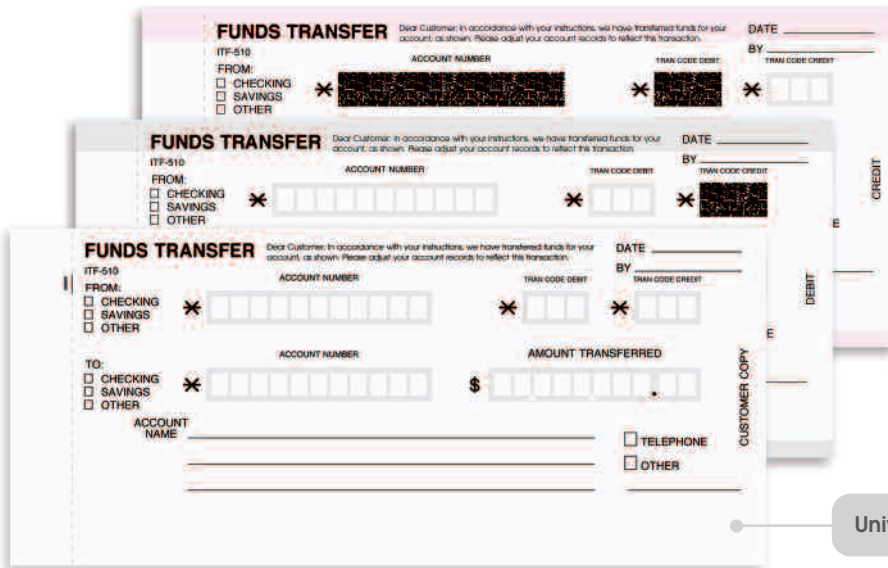 FUNDS TRANSFER Dear Customer: In accordance with your instructions, we have transferred funds for your DATE
account, as shown. Please adjust your account records to reflect this transaction. BY
ITF-510
ACCOUNT NUMBER TRAN CODE DEBIT TRAN CODE CREDIT
FROM:
CHECKING
SAVINGS
OTHER
CREDIT
FUNDS TRANSFER Dear Customer: In accordance with your instructions, we have transferred funds for your DATE
account, as shown. Please adjust your account records to reflect this transaction. BY
ITF-510
ACCOUNT NUMBER TRAN CODE DEBIT TRAN CODE CREDIT
FROM:
CHECKING
SAVINGS
OTHER
E
DEBIT
FUNDS TRANSFER Dear Customer: In accordance with your instructions, we have transferred funds for your DATE
account, as shown. Please adjust your account records to reflect this transaction. BY
ITF-510
ACCOUNT NUMBER TRAN CODE DEBIT TRAN CODE CREDIT
FROM:
CHECKING
SAVINGS
OTHER
E
TO:
ACCOUNT NUMBER AMOUNT TRANSFERRED
CHECKING
SAVINGS $ .
OTHER
CUSTOMER COPY
ACCOUNT
NAME
TELEPHONE
OTHER
Uni